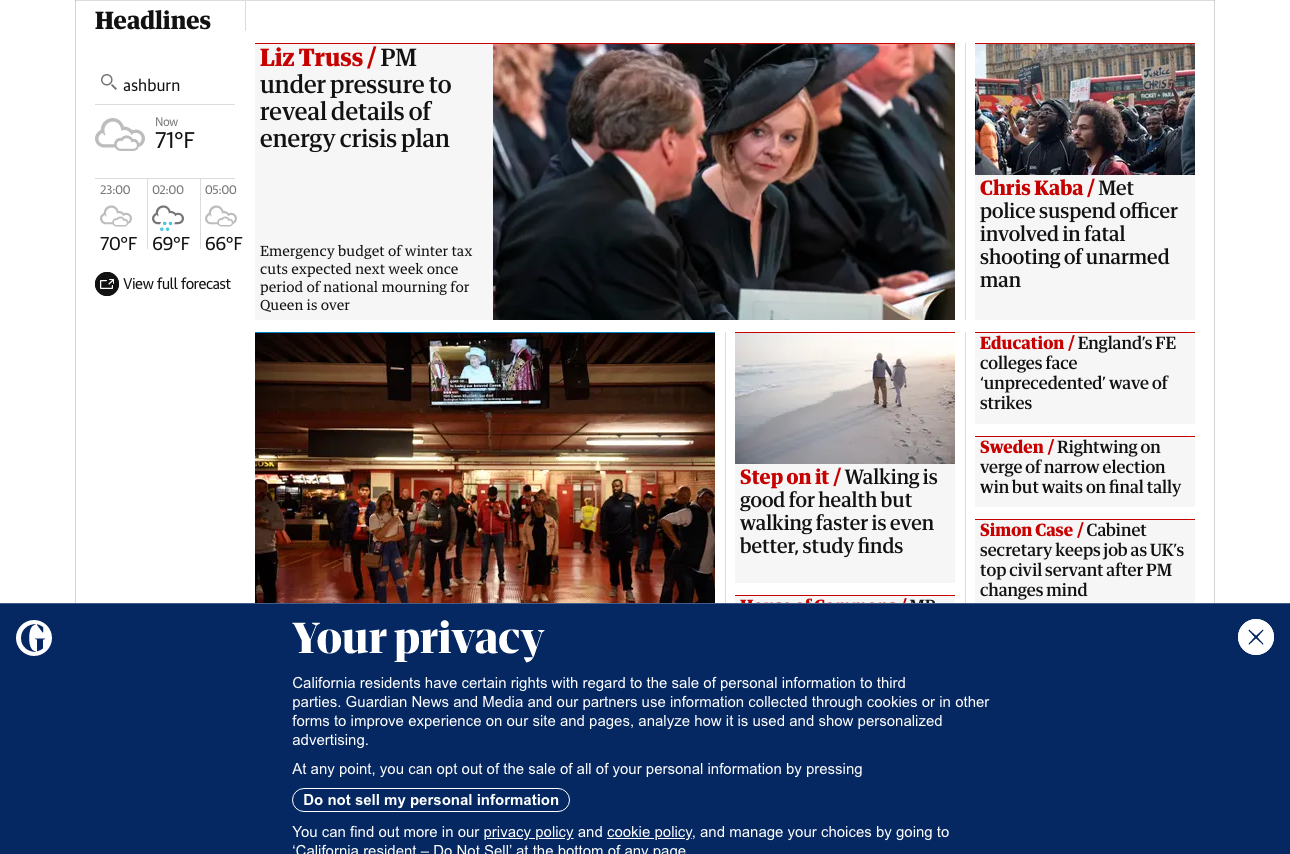 Headlines
ashburn
Now
71°F
23:00
02:00
05:00
70°F
69°F
66°F
View full forecast
Liz Truss / PM
under pressure to
reveal details of
energy crisis plan
Emergency budget of winter tax
cuts expected next week once
period of national mourning for
Queen is over
JUSTICE
CHRIS
Chris Kaba / Met
police suspend officer
involved in fatal
shooting of unarmed
man
Step on it / Walking is
good for health but
walking faster is even
better, study finds
House of Commons / MP
Education / England's FE
colleges face
‘unprecedented’ wave of
strikes
Sweden / Rightwing on
verge of narrow election
win but waits on final tally
Simon Case / Cabinet
secretary keeps job as UK's
top civil servant after PM
changes mind
Your privacy
California residents have certain rights with regard to the sale of personal information to third
parties. Guardian News and Media and our partners use information collected through cookies or in other
forms to improve experience on our site and pages, analyze how it is used and show personalized
advertising.
At any point, you can opt out of the sale of all of your personal information by pressing
Do not sell my personal information
You can find out more in our privacy policy and cookie policy, and manage your choices by going to
‘California resident – Do Not Sell’ at the bottom of any page.